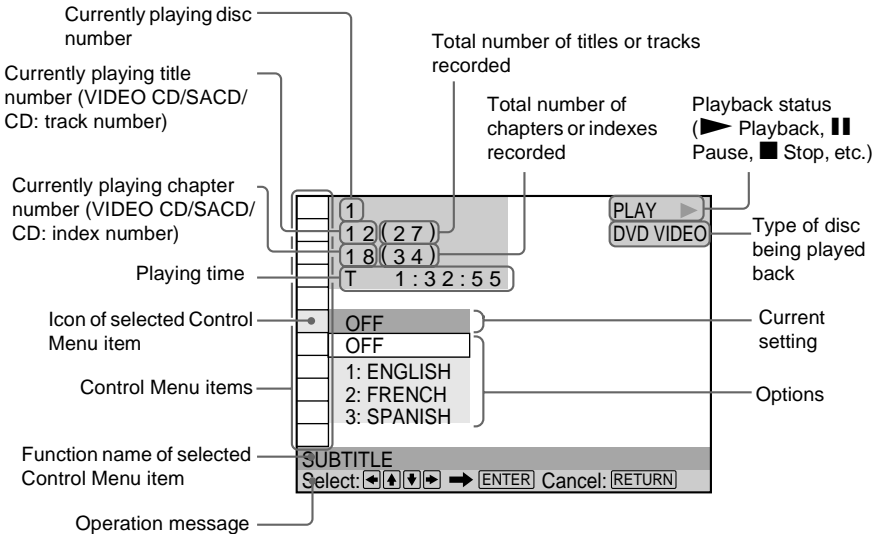 Currently playing disc
number
Total number of titles or tracks
recorded
Currently playing title
number (VIDEO CD/SACD/
CD: track number)
Total number of
chapters or indexes
recorded
Playback status
(► Playback, ❚❚
Pause, ■ Stop, etc.)
Currently playing chapter
number (VIDEO CD/SACD/
CD: index number)
1
12(27)
18(34)
T 1:32:55
PLAY ►
DVD VIDEO
Type of disc
being played
back
Playing time
Icon of selected Control
Menu item
OFF
OFF
1: ENGLISH
2: FRENCH
3: SPANISH
Current
setting
Control Menu items
Options
Function name of selected
Control Menu item
SUBTITLE
Select: ←↑↓→ ➡ ENTER Cancel: RETURN
Operation message